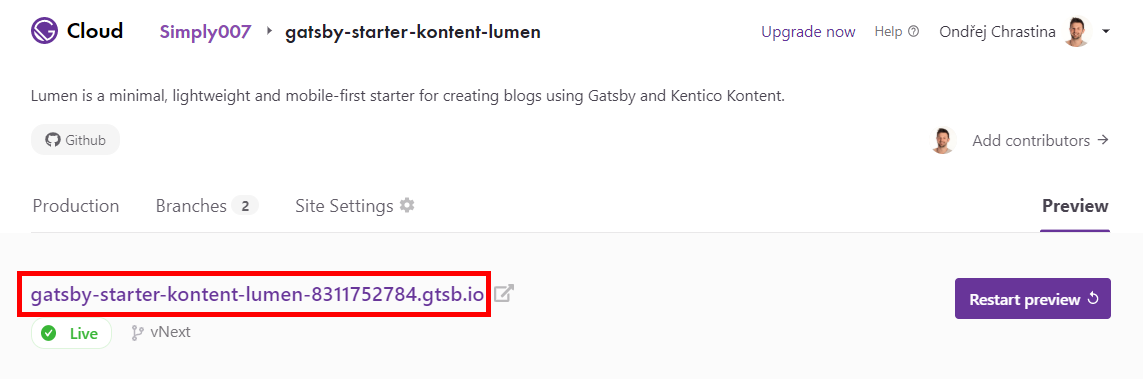 Cloud Simply007 gatsby-starter-kontent-lumen Upgrade now Help Ondřej Chrastina
Lumen is a minimal, lightweight and mobile-first starter for creating blogs using Gatsby and Kentico Kontent.
Github Add contributors
Production Branches 2 Site Settings Preview
gatsby-starter-kontent-lumen-8311752784.gtsb.io Restart preview
Live vNext